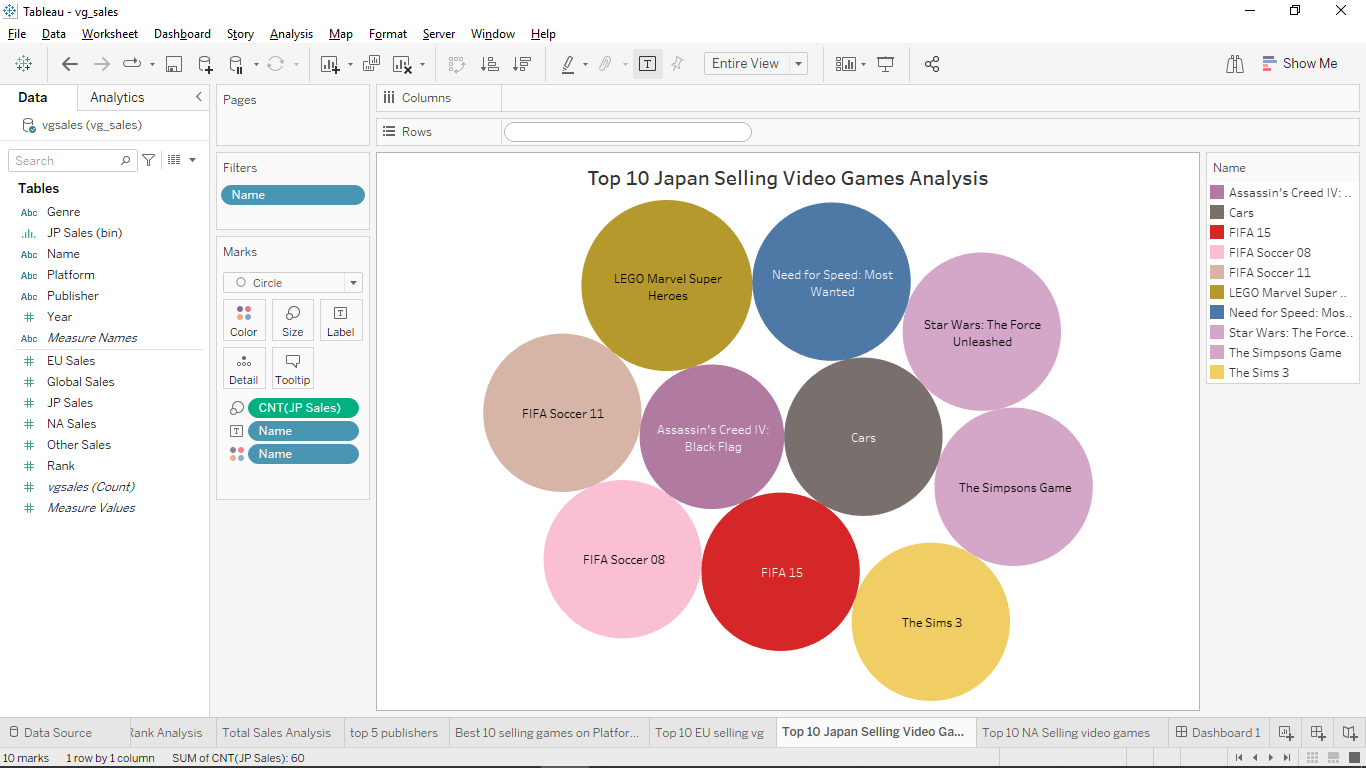 Tableau - vg_sales
File Data Worksheet Dashboard Story Analysis Map Format Server Window Help
Entire View
Show Me
Data
Analytics
vgsales (vg_sales)
Search
Tables
Abc Genre
JP Sales (bin)
Abc Name
Abc Platform
Abc Publisher
Year
Abc Measure Names
EU Sales
Global Sales
JP Sales
NA Sales
Other Sales
Rank
vgsales (Count)
Measure Values
Pages
Filters
Name
Marks
Circle
Color
Size
Label
Detail
Tooltip
CNT(JP Sales)
Name
Name
Columns
Rows
Top 10 Japan Selling Video Games Analysis
LEGO Marvel Super
Heroes
Need for Speed: Most
Wanted
Star Wars: The Force
Unleashed
FIFA Soccer 11
Assassin's Creed IV:
Black Flag
Cars
The Simpsons Game
FIFA Soccer 08
FIFA 15
The Sims 3
Name
Assassin's Creed IV: ..
Cars
FIFA 15
FIFA Soccer 08
FIFA Soccer 11
LEGO Marvel Super ..
Need for Speed: Mos..
Star Wars: The Force..
The Simpsons Game
The Sims 3
Data Source
Rank Analysis
Total Sales Analysis
top 5 publishers
Best 10 selling games on Platfor...
Top 10 EU selling vg
Top 10 Japan Selling Video Ga...
Top 10 NA Selling video games
Dashboard 1
10 marks
1 row by 1 column
SUM of CNT(JP Sales): 60